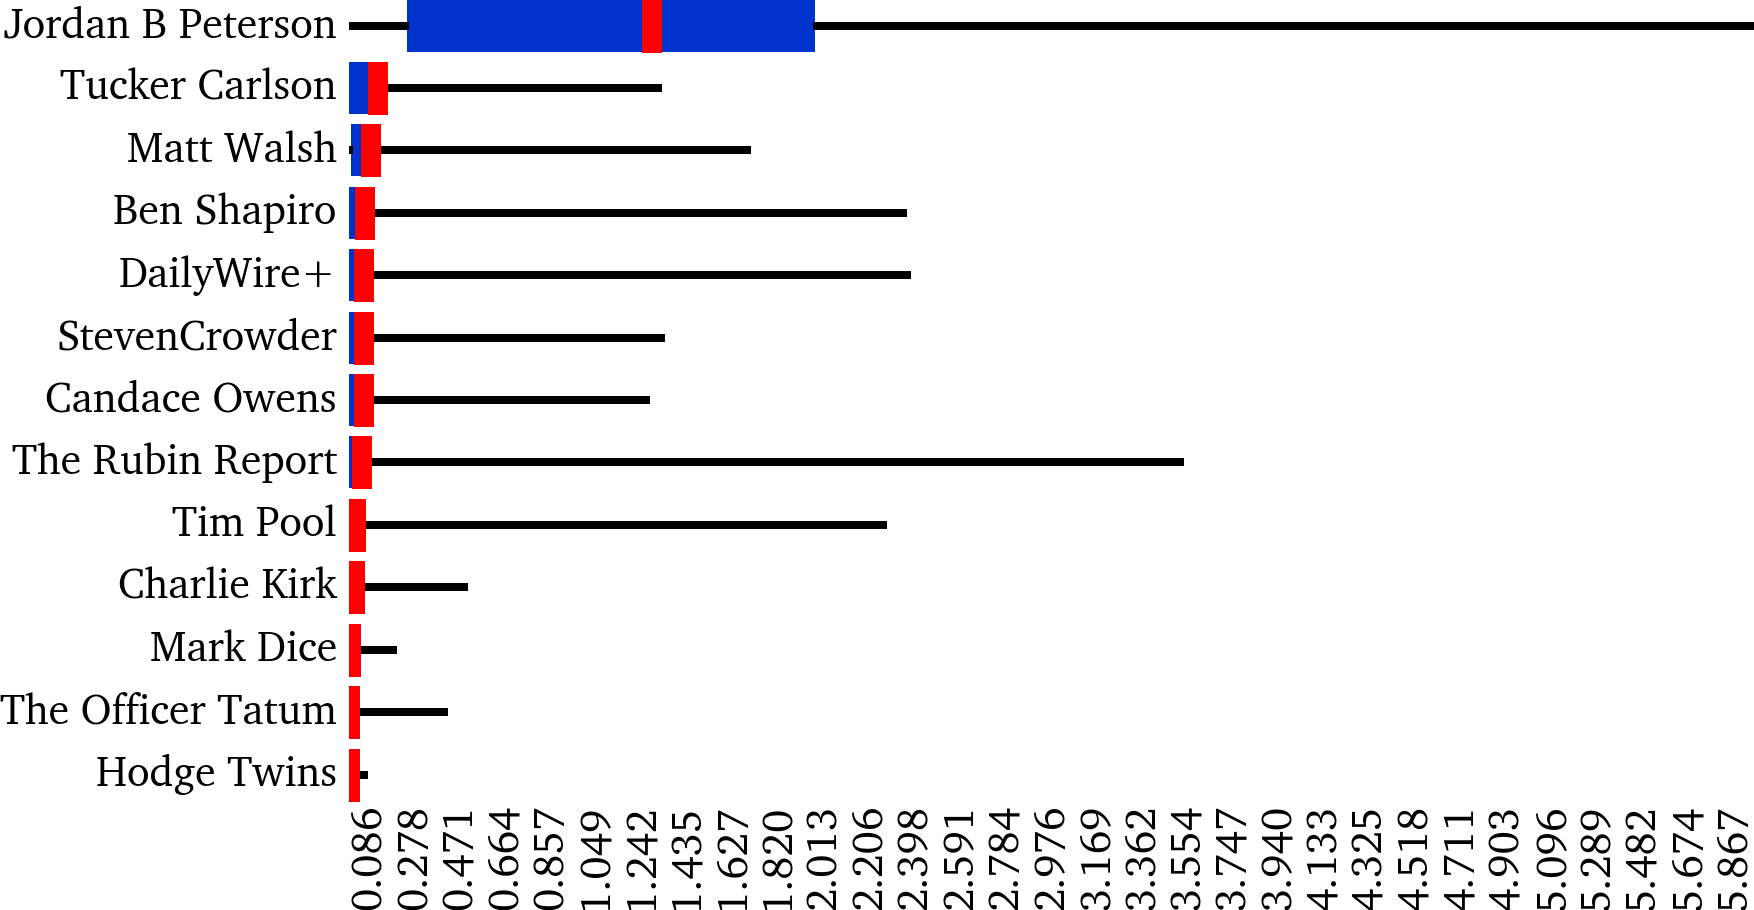 Jordan B Peterson
Tucker Carlson
Matt Walsh
Ben Shapiro
DailyWire+
StevenCrowder
Candace Owens
The Rubin Report
Tim Pool
Charlie Kirk
Mark Dice
The Officer Tatum
Hodge Twins
0.086
0.278
0.471
0.664
0.857
1.049
1.242
1.435
1.627
1.820
2.013
2.206
2.398
2.591
2.784
2.976
3.169
3.362
3.554
3.747
3.940
4.133
4.325
4.518
4.711
4.903
5.096
5.289
5.482
5.674
5.867